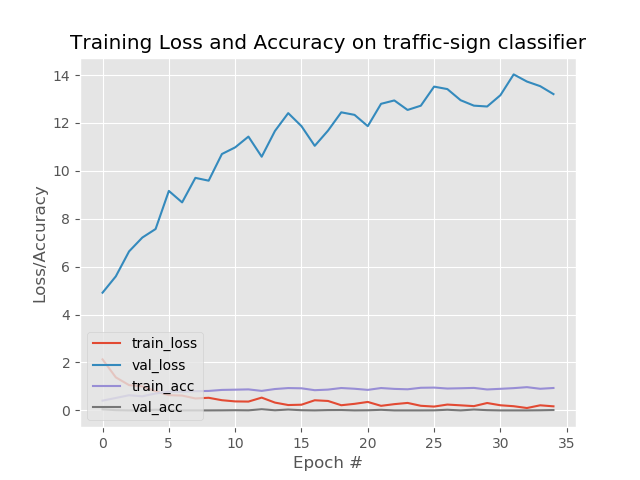 Training Loss and Accuracy on traffic-sign classifier
14
12
10
8
6
4
2
0
Loss/Accuracy
train_loss
val_loss
train_acc
val_acc
0 5 10 15 20 25 30 35
Epoch #